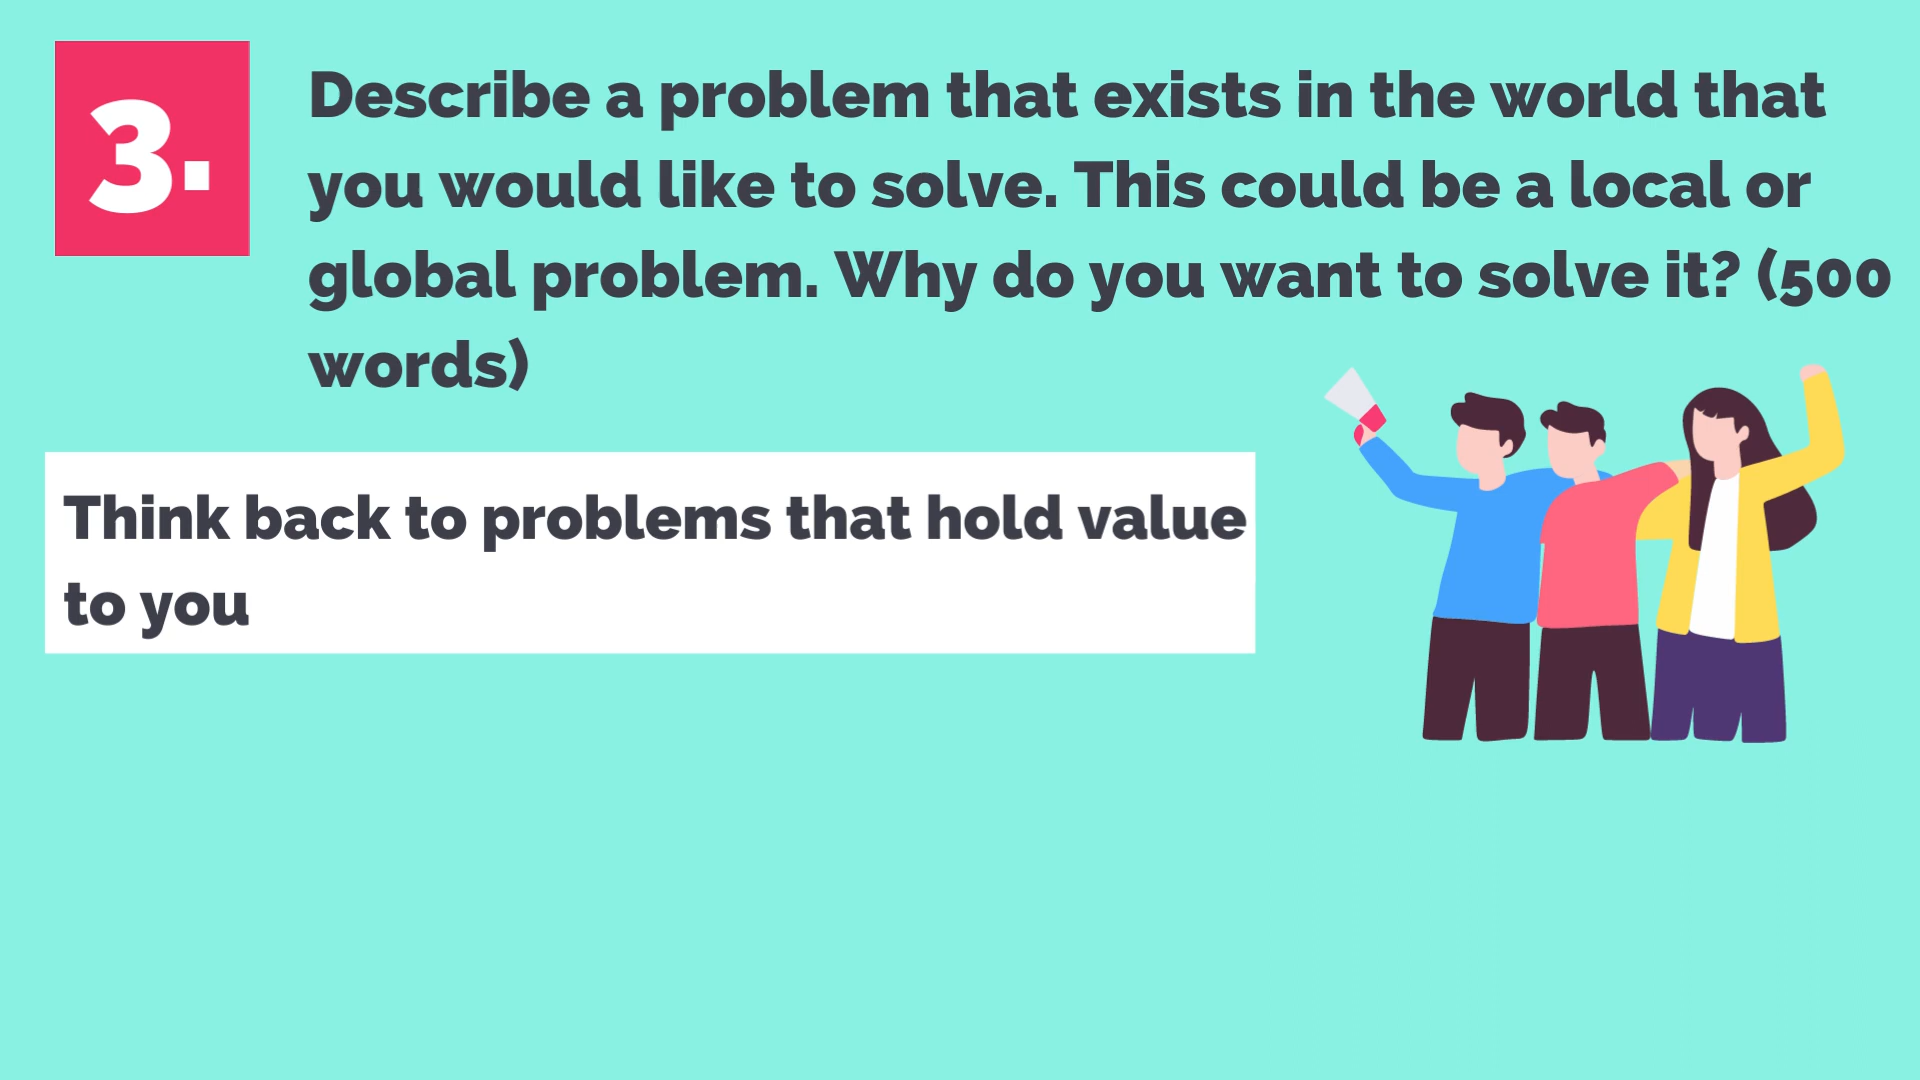 3.
Describe a problem that exists in the world that
you would like to solve. This could be a local or
global problem. Why do you want to solve it? (500
words)
Think back to problems that hold value
to you